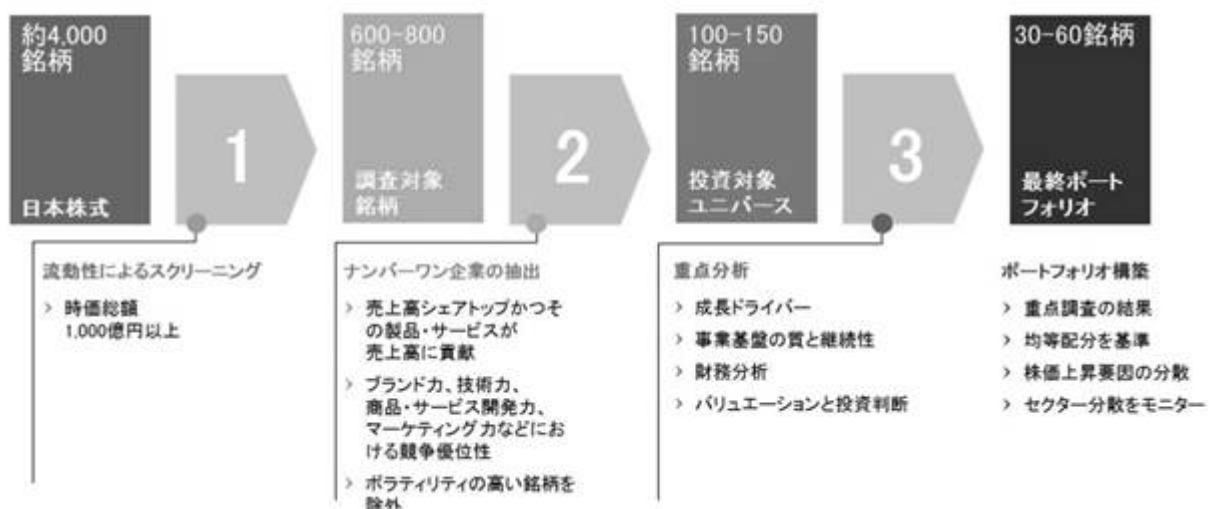 約4,000
銘柄
日本株式
1
600-800
銘柄
調査対象
銘柄
2
100-150
銘柄
投資対象
ユニバース
3
30-60銘柄
最終ポート
フォリオ
流動性によるスクリーニング
> 時価総額
1,000億円以上
ナンバーワン企業の抽出
> 売上高シェアトップかつそ
の製品・サービスが
売上高に貢献
> ブランド力、技術力、
商品・サービス開発力、
マーケティング力などにお
ける競争優位性
> ボラティリティの高い銘柄を
除外
重点分析
> 成長ドライバー
> 事業基盤の質と継続性
> 財務分析
> バリュエーションと投資判断
ポートフォリオ構築
> 重点調査の結果
> 均等配分を基準
> 株価上昇要因の分散
> セクター分散をモニター